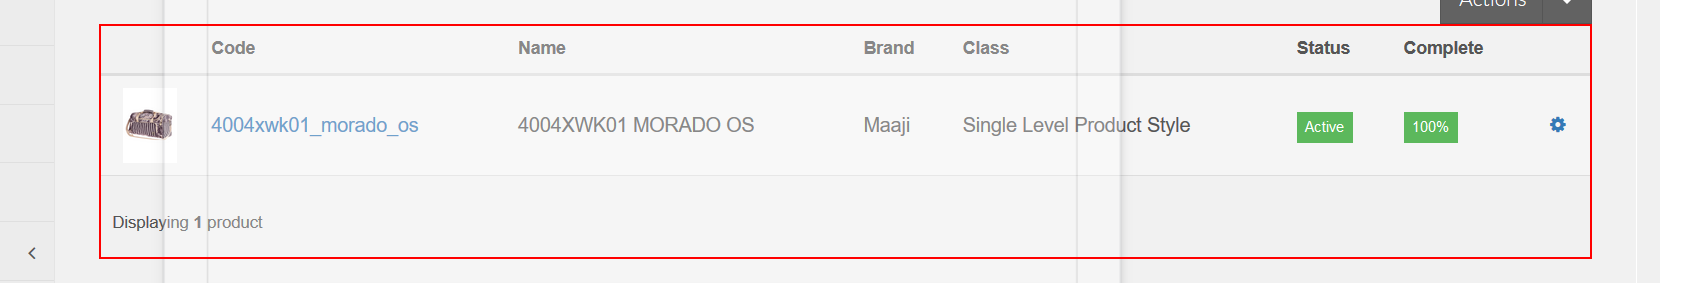 Actions
Code Name Brand Class Status Complete
4004xwk01_morado_os 4004XWK01 MORADO OS Maaji Single Level Product Style Active 100%
Displaying 1 product